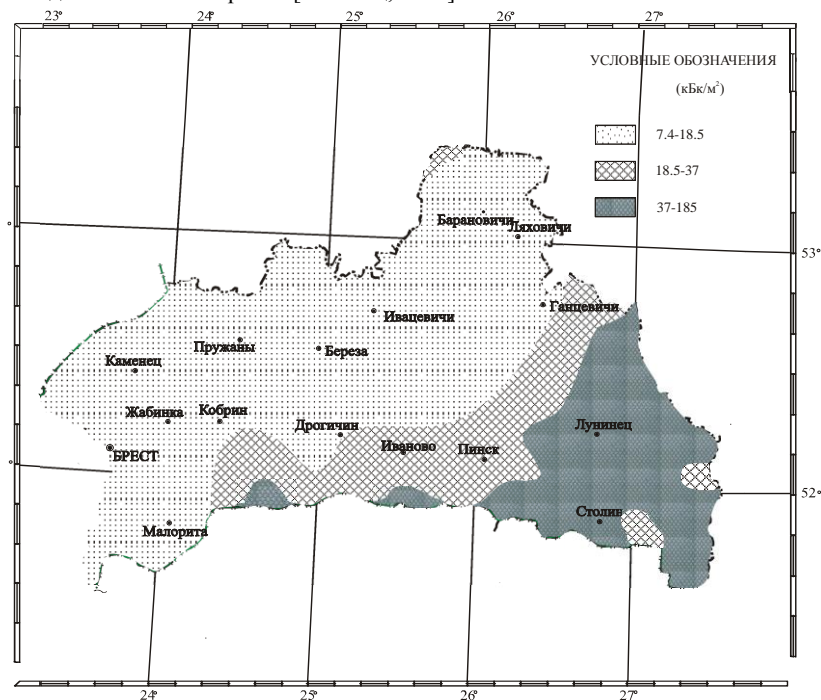 23° 24° 25° 26° 27°
УСЛОВНЫЕ ОБОЗНАЧЕНИЯ
(кБк/м²)
7.4-18.5
18.5-37
37-185
Барановичи
Ляховичи
53°
Ганцевичи
Ивацевичи
Пружаны
Береза
Каменец
Жабинка
Кобрин
Дрогичин
Лунинец
Иваново
Пинск
БРЕСТ
52°
Столин
Малорита
24° 25° 26° 27°